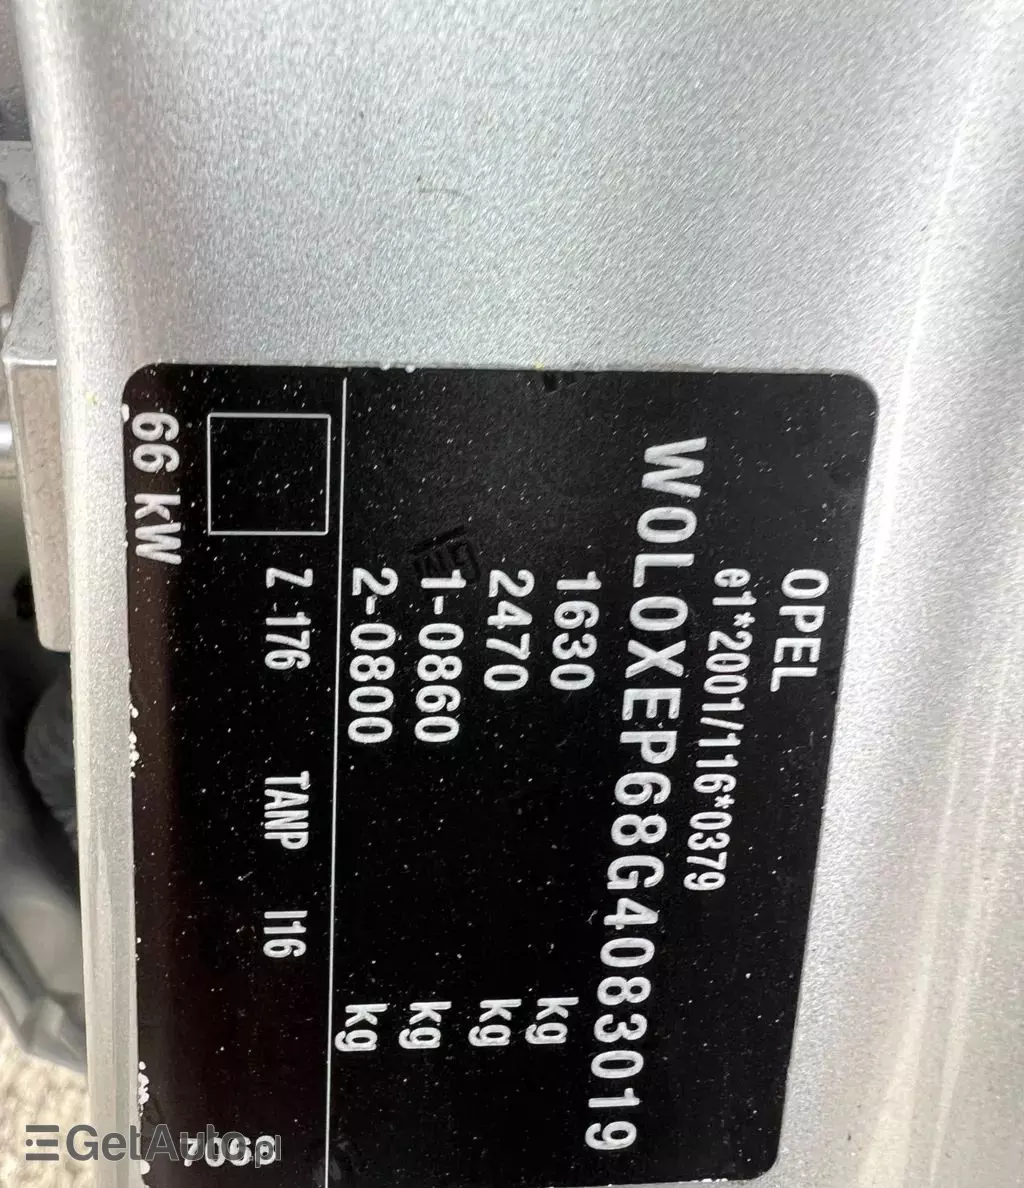 OPEL
e1*2001/116*0379
W0L0XEP68G4083019
1630 kg
2470 kg
1-0860 kg
2-0800 kg
Z 176 TANP I16
66 KW
GetAuto.pl